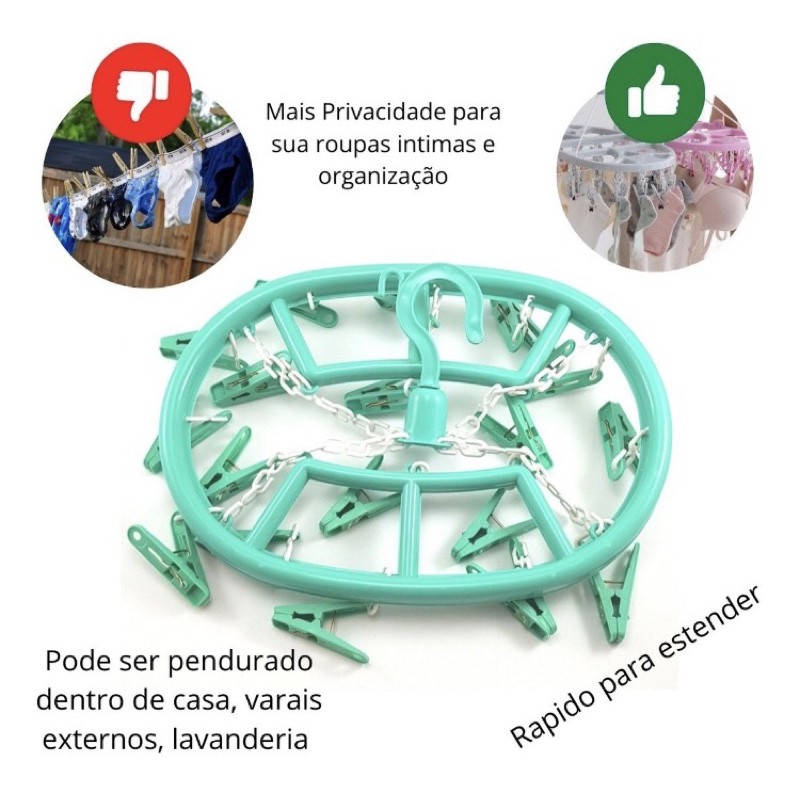 Mais Privacidade para
sua roupas intimas e
organização
Pode ser pendurado
dentro de casa, varais
externos, lavanderia
Rapido para estender